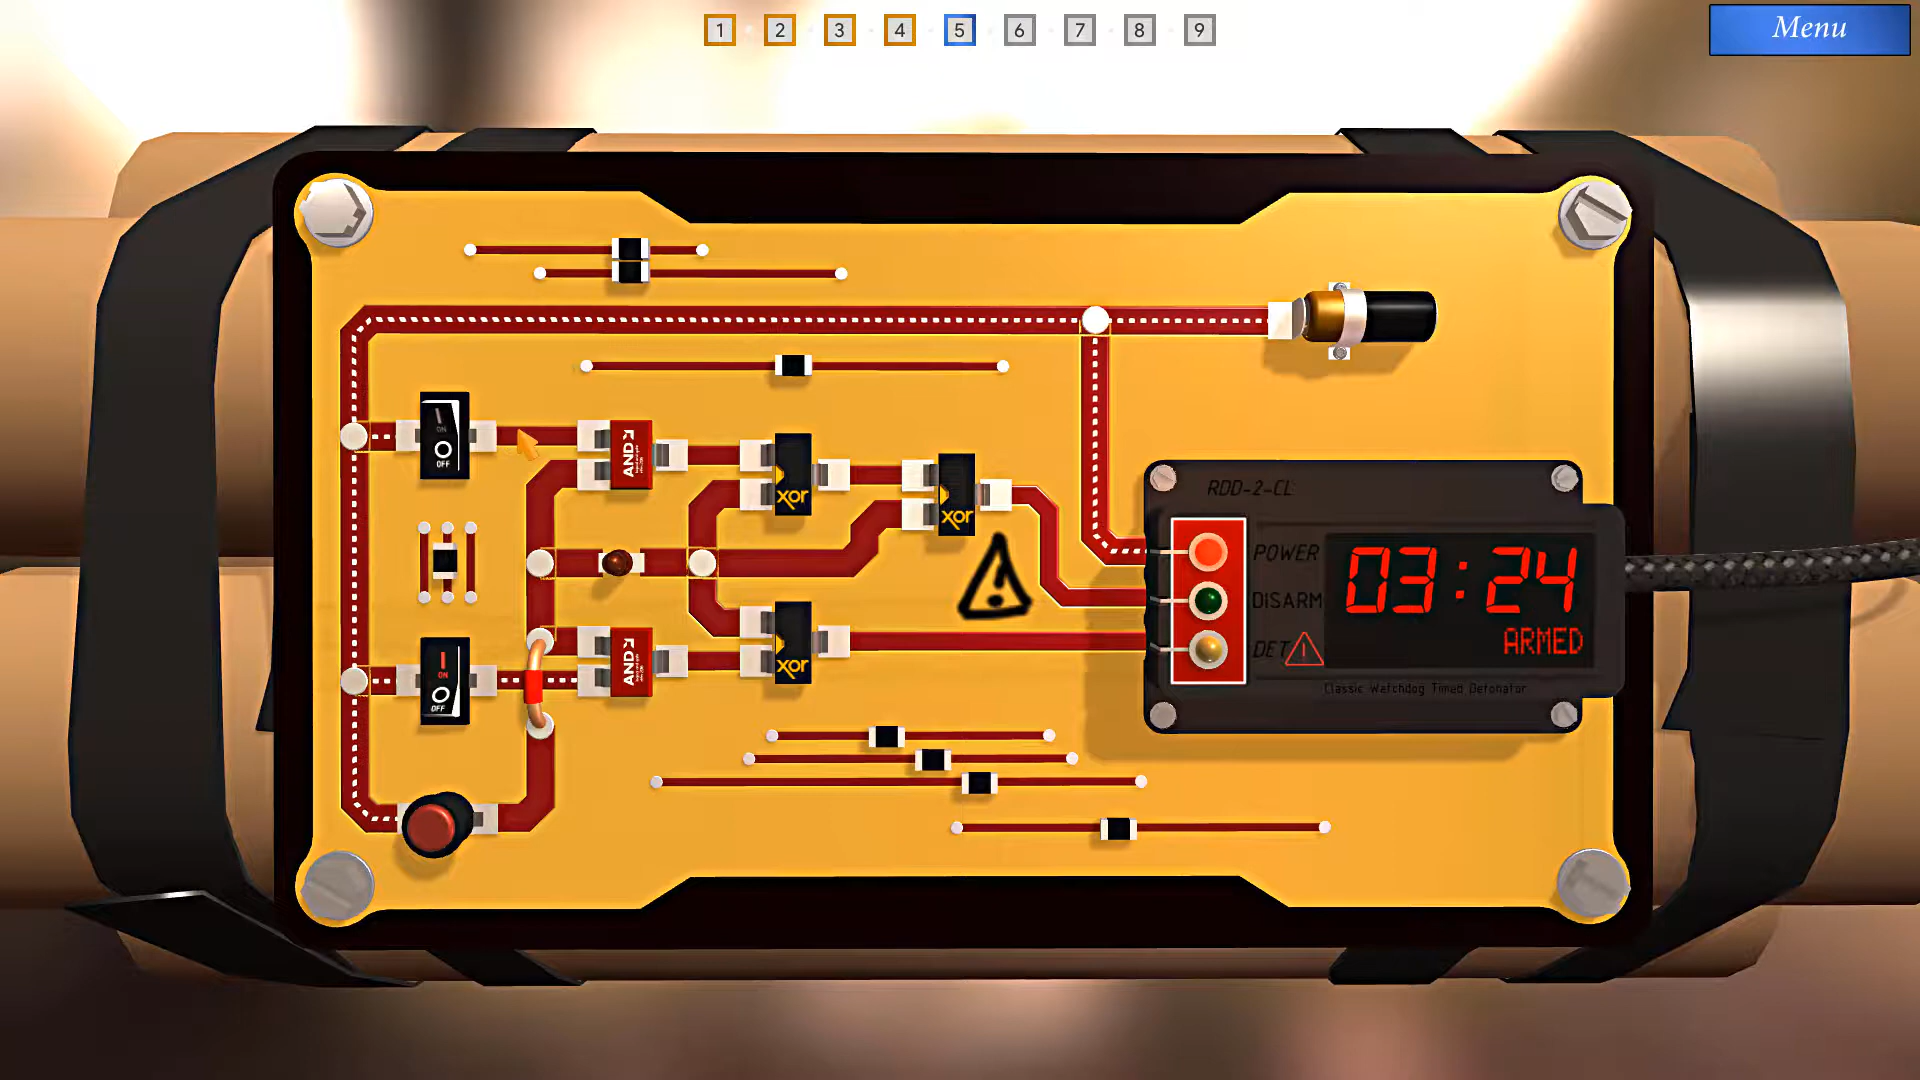 1 2 3 4 5 6 7 8 9
Menu
ON
OFF
AND
xor
xor
RDD-2-CL
POWER
DISARM
DET
03:24
ARMED
Classic Watchdog Timed Detonator
ON
OFF
AND
xor